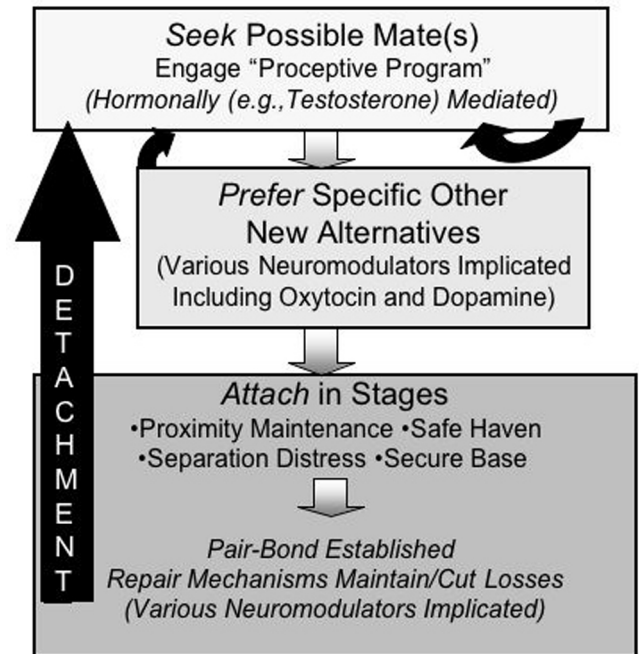 Seek Possible Mate(s)
Engage “Proceptive Program”
(Hormonally (e.g.,Testosterone) Mediated)
Prefer Specific Other
New Alternatives
(Various Neuromodulators Implicated
Including Oxytocin and Dopamine)
DETACHMENT
Attach in Stages
•Proximity Maintenance •Safe Haven
•Separation Distress •Secure Base
Pair-Bond Established
Repair Mechanisms Maintain/Cut Losses
(Various Neuromodulators Implicated)